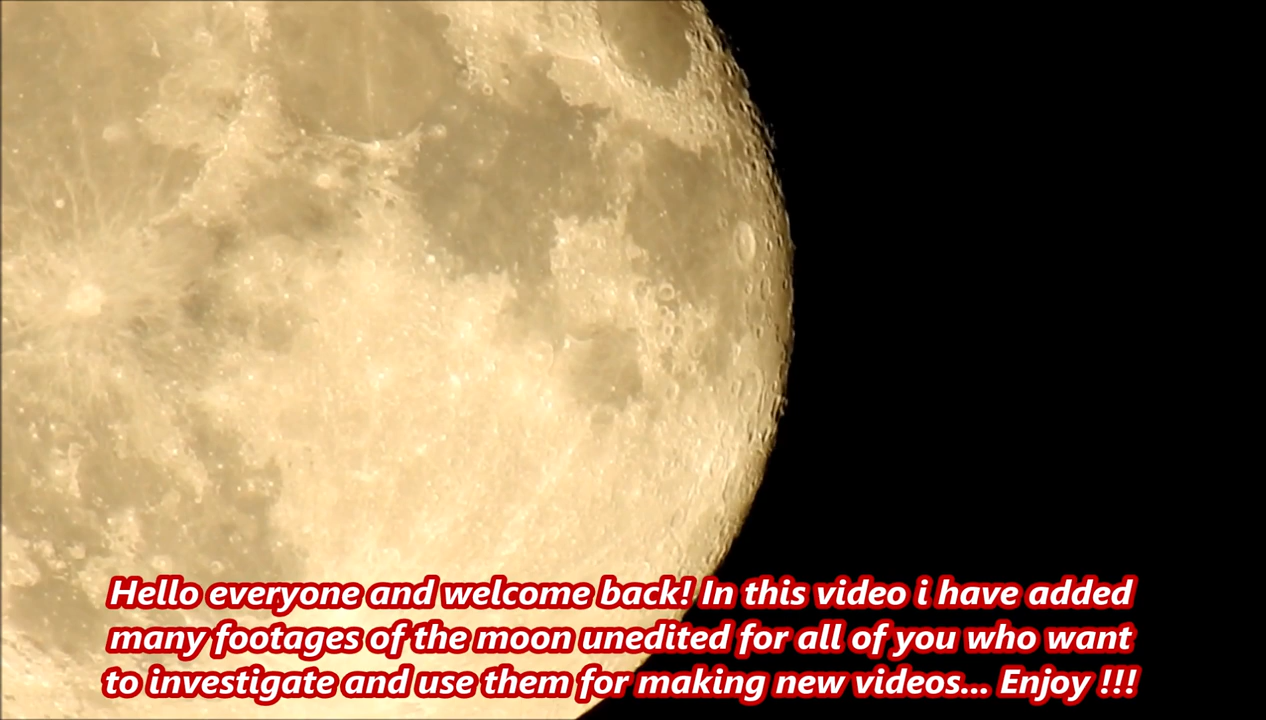 Hello everyone and welcome back! In this video i have added
many footages of the moon unedited for all of you who want
to investigate and use them for making new videos... Enjoy !!!